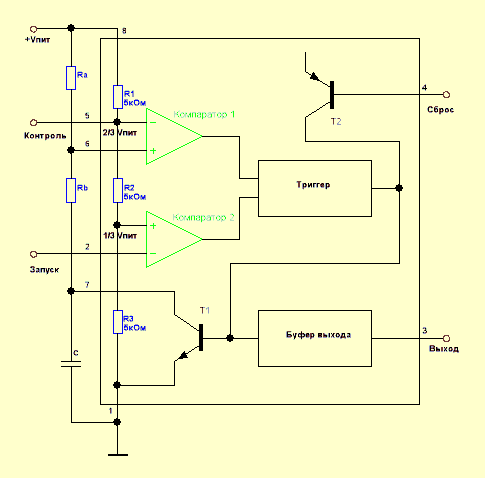 +Vпит
8
Ra
R1
5кОм
4
Сброс
Компаратор 1
5
Контроль
2/3 Vпит
T2
6
Rb
R2
5кОм
Триггер
Компаратор 2
1/3 Vпит
2
Запуск
7
T1
R3
5кОм
Буфер выхода
3
Выход
C
1